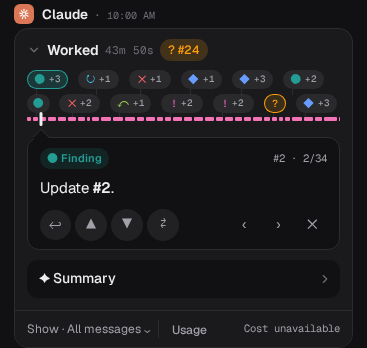 Claude · 10:00 AM
Worked 43m 50s ? #24
+3 +1 × +1 +1 +3 +2
× +2 +1 ! +2 ! +2 ? +3
Finding #2 · 2/34
Update #2.
Summary
Show · All messages Usage Cost unavailable